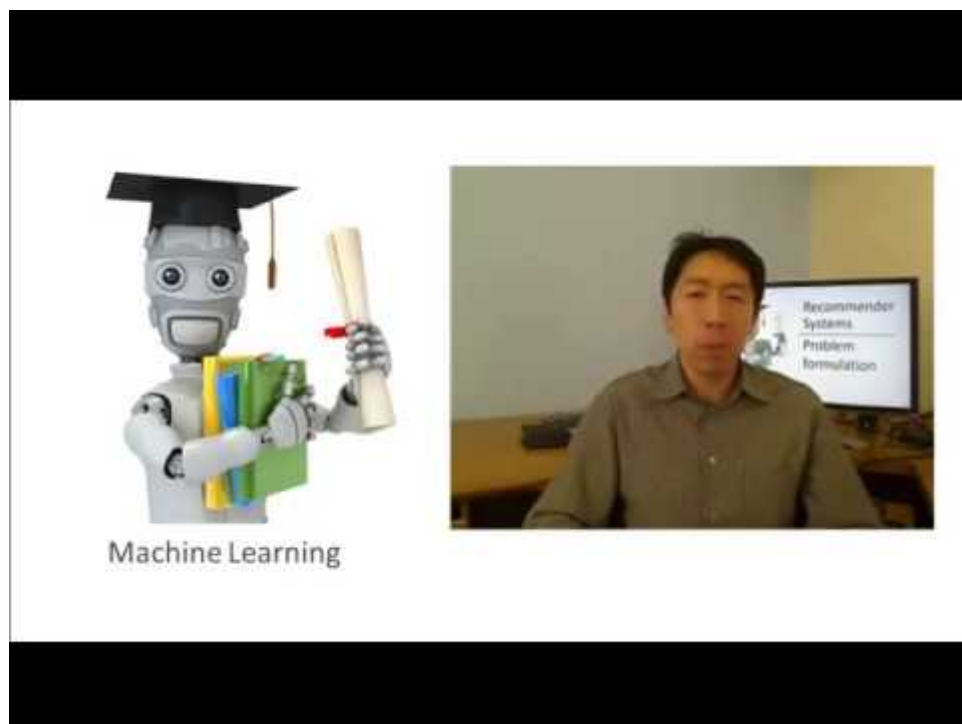 Machine Learning
Recommender
Systems
Problem
formulation